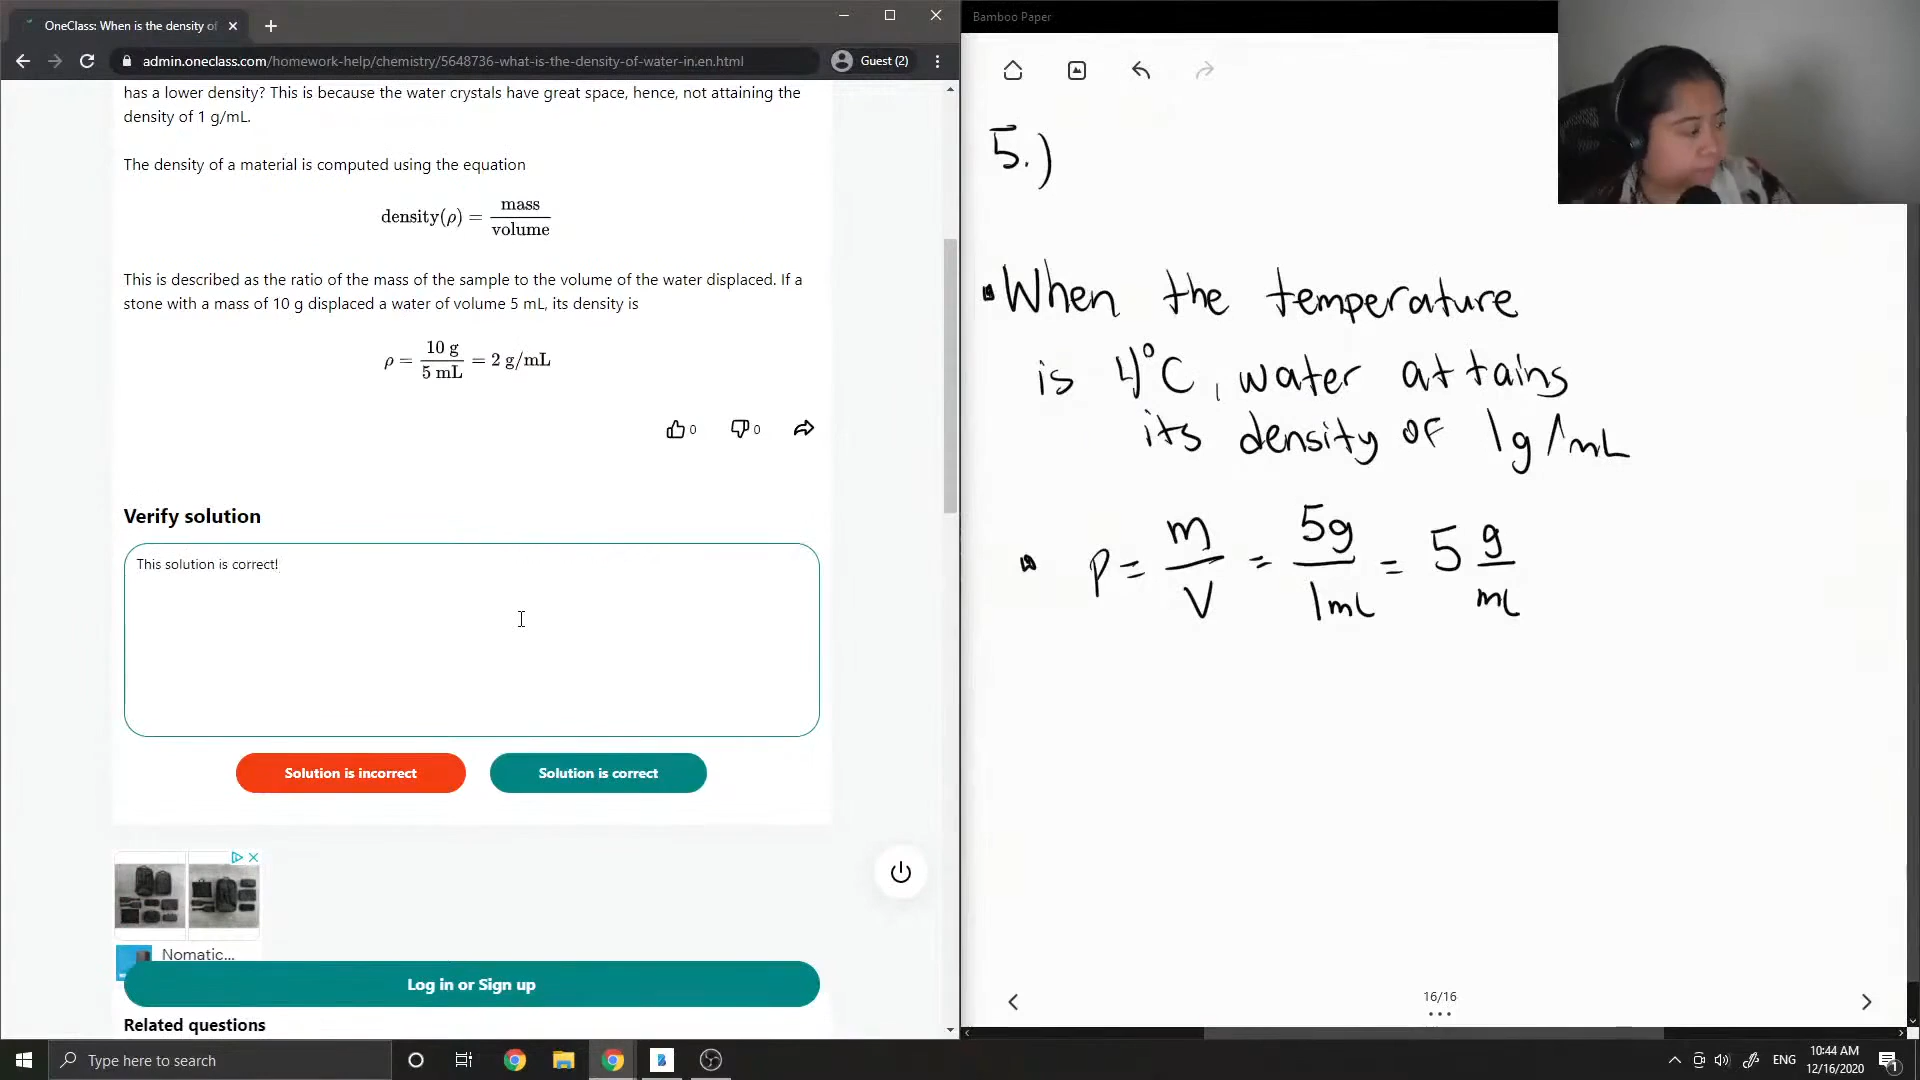 OneClass: When is the density of
admin.oneclass.com/homework-help/chemistry/5648736-what-is-the-density-of-water-in.en.html
Guest (2)
has a lower density? This is because the water crystals have great space, hence, not attaining the
density of 1 g/mL.
The density of a material is computed using the equation
density(ρ) = mass / volume
This is described as the ratio of the mass of the sample to the volume of the water displaced. If a
stone with a mass of 10 g displaced a water of volume 5 mL, its density is
ρ = 10 g / 5 mL = 2 g/mL
0
0
Verify solution
This solution is correct!
Solution is incorrect
Solution is correct
Nomatic...
Log in or Sign up
Related questions
Bamboo Paper
5.)
When the temperature
is 4°C, water attains
its density of 1g/mL
p = m / V = 5g / 1mL = 5 g / mL
16/16
Type here to search
ENG
10:44 AM
12/16/2020
1